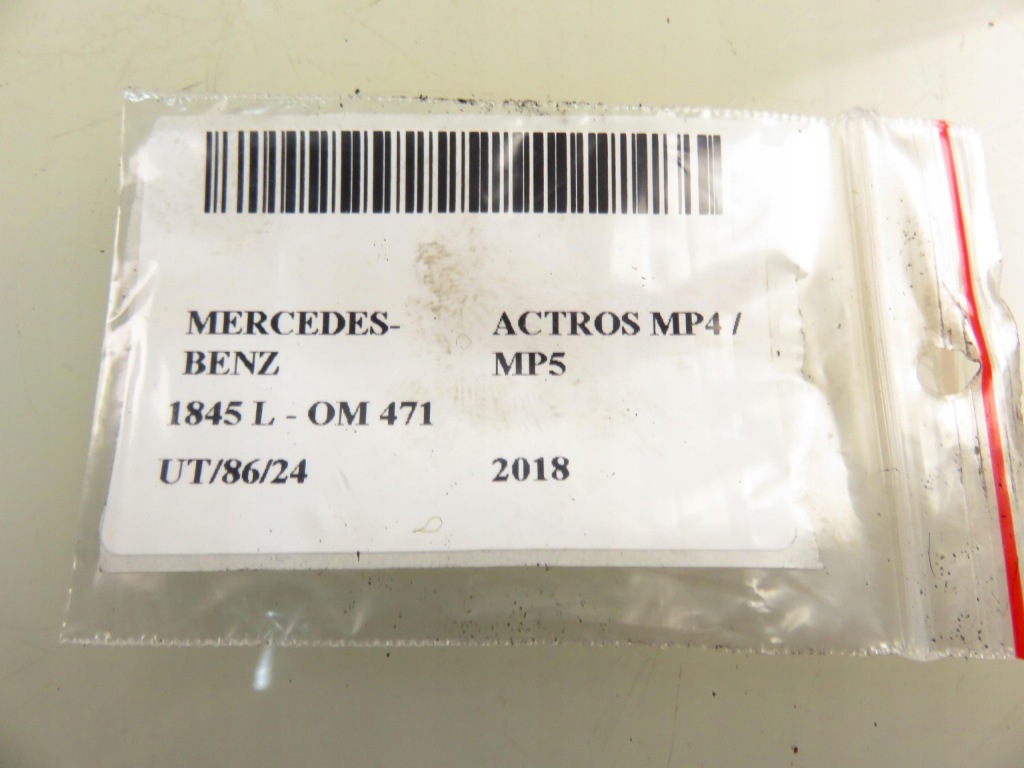 MERCEDES- ACTROS MP4 /
BENZ MP5
1845 L - OM 471
UT/86/24 2018